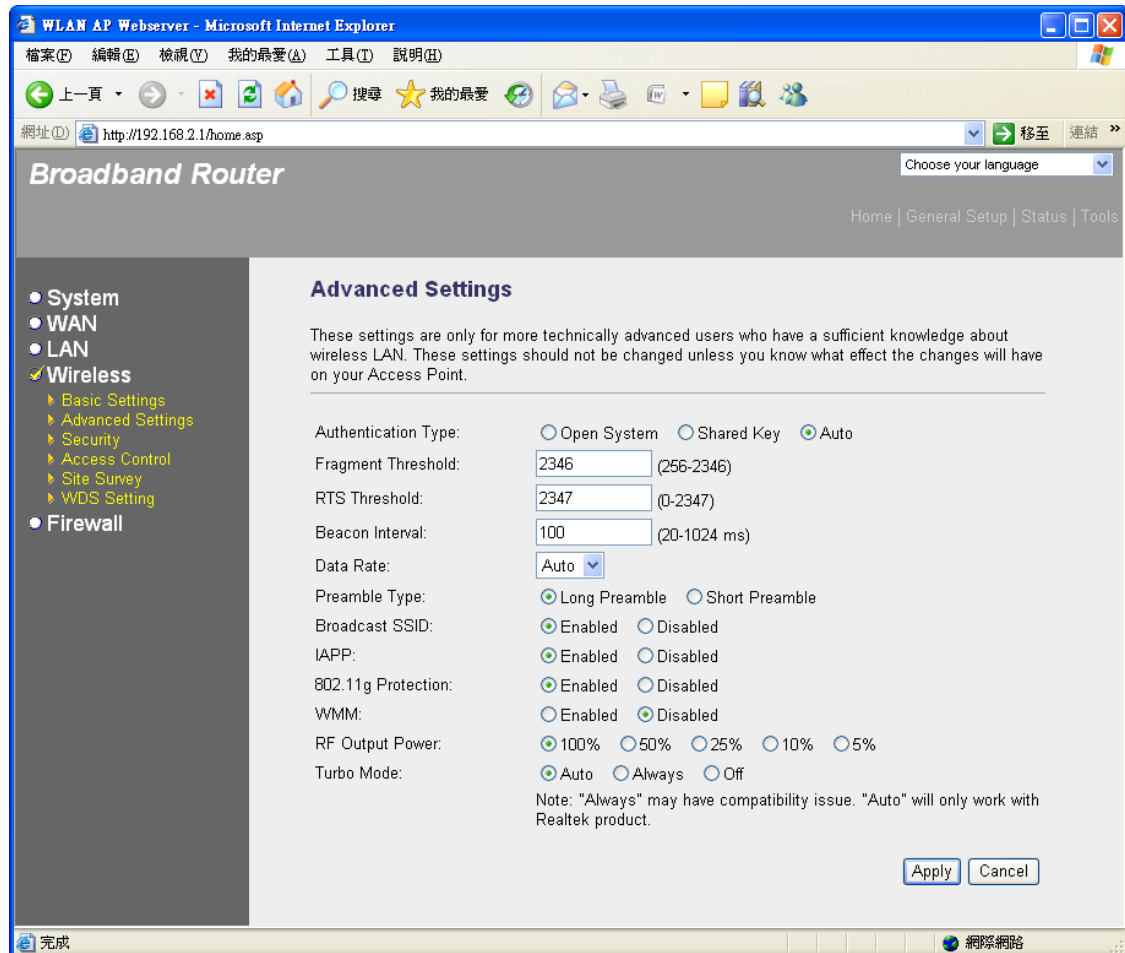 WLAN AP Webserver - Microsoft Internet Explorer
檔案(F) 編輯(E) 檢視(V) 我的最愛(A) 工具(T) 說明(H)
上一頁 搜尋 我的最愛
網址(D) http://192.168.2.1/home.asp 移至 連結 »
Broadband Router
Choose your language
Home | General Setup | Status | Tools
System
WAN
LAN
Wireless
Basic Settings
Advanced Settings
Security
Access Control
Site Survey
WDS Setting
Firewall
Advanced Settings
These settings are only for more technically advanced users who have a sufficient knowledge about
wireless LAN. These settings should not be changed unless you know what effect the changes will have
on your Access Point.
Authentication Type: Open System Shared Key Auto
Fragment Threshold: 2346 (256-2346)
RTS Threshold: 2347 (0-2347)
Beacon Interval: 100 (20-1024 ms)
Data Rate: Auto
Preamble Type: Long Preamble Short Preamble
Broadcast SSID: Enabled Disabled
IAPP: Enabled Disabled
802.11g Protection: Enabled Disabled
WMM: Enabled Disabled
RF Output Power: 100% 50% 25% 10% 5%
Turbo Mode: Auto Always Off
Note: "Always" may have compatibility issue. "Auto" will only work with
Realtek product.
Apply Cancel
完成 網際網路